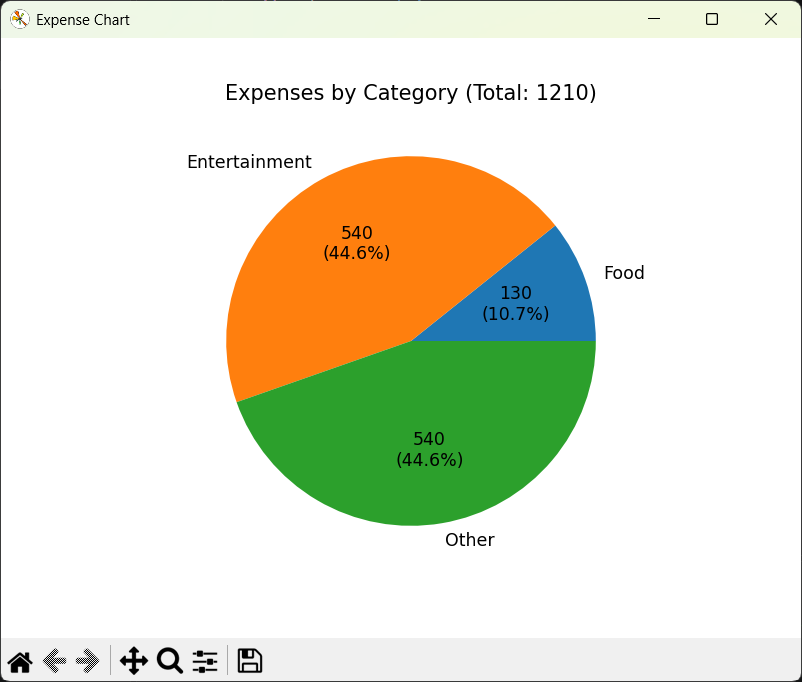 Expense Chart
Expenses by Category (Total: 1210)
Entertainment
540
(44.6%)
Food
130
(10.7%)
540
(44.6%)
Other